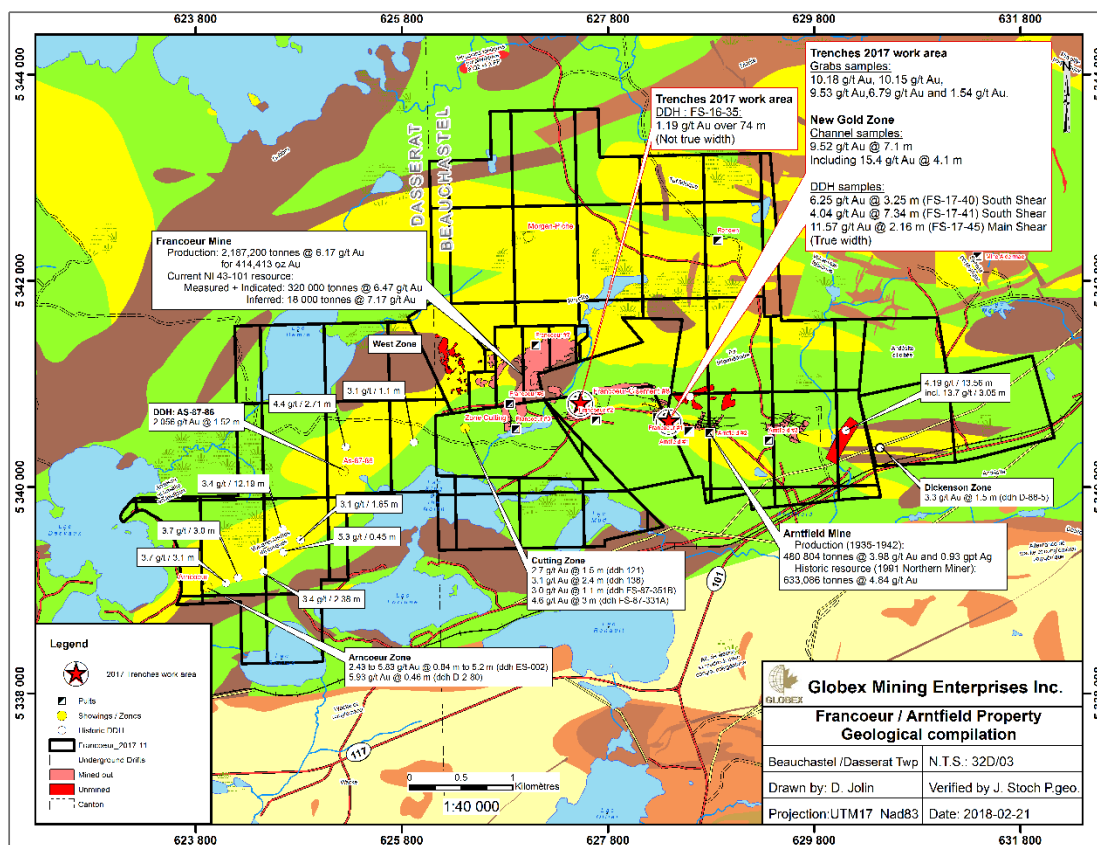 623 800
625 800
627 800
629 800
631 800
5 344 000
5 342 000
5 340 000
5 338 000
DASSERAT
BEAUCHASTEL
Trenches 2017 work area
DDH : FS-16-35:
1.19 g/t Au over 74 m
(Not true width)
Trenches 2017 work area
Grabs samples:
10.18 g/t Au, 10.15 g/t Au,
9.53 g/t Au,6.79 g/t Au and 1.54 g/t Au.
New Gold Zone
Channel samples:
9.52 g/t Au @ 7.1 m
Including 15.4 g/t Au @ 4.1 m
DDH samples:
6.25 g/t Au @ 3.25 m (FS-17-40) South Shear
4.04 g/t Au @ 7.34 m (FS-17-41) South Shear
11.57 g/t Au @ 2.16 m (FS-17-45) Main Shear
(True width)
Francoeur Mine
Production: 2,187,200 tonnes @ 6.17 g/t Au
for 414,413 oz Au
Current NI 43-101 resource:
Measured + Indicated: 320 000 tonnes @ 6.47 g/t Au
Inferred: 18 000 tonnes @ 7.17 g/t Au
West Zone
3.1 g/t / 1.1 m
4.4 g/t / 2.71 m
DDH: AS-87-86
2.056 g/t Au @ 1.52 m
3.4 g/t / 12.19 m
3.1 g/t / 1.65 m
3.7 g/t / 3.0 m
5.3 g/t / 0.45 m
3.7 g/t / 3.1 m
3.4 g/t / 2.38 m
4.19 g/t / 13.56 m
incl. 13.7 g/t / 3.05 m
Dickenson Zone
3.3 g/t Au @ 1.5 m (ddh D-88-5)
Arntfield Mine
Production (1935-1942)
480 804 tonnes @ 3.98 g/t Au and 0.93 gpt Ag
Historic resource (1991 Northern Miner):
633,086 tonnes @ 4.84 g/t Au
Cutting Zone
2.7 g/t Au @ 1.5 m (ddh 121)
3.1 g/t Au @ 2.4 m (ddh 138)
3.0 g/t Au @ 1.1 m (ddh FS-87-351B)
4.6 g/t Au @ 3 m (ddh FS-87-331A)
Arncoeur Zone
2.43 to 5.83 g/t Au @ 0.84 m to 5.2 m (ddh ES-002)
5.93 g/t Au @ 0.46 m (ddh D 2 80)
101
117
Legend
2017 Trenches work area
Puits
Showings / Zones
Historic DDH
Francoeur_2017-11
Underground Drifts
Mined out
Unmined
Canton
0 0.5 1
Kilomètres
1:40 000
GLOBEX
Globex Mining Enterprises Inc.
Francoeur / Arntfield Property
Geological compilation
Beauchastel /Dasserat Twp
N.T.S.: 32D/03
Drawn by: D. Jolin
Verified by J. Stoch P.geo.
Projection:UTM17 Nad83
Date: 2018-02-21